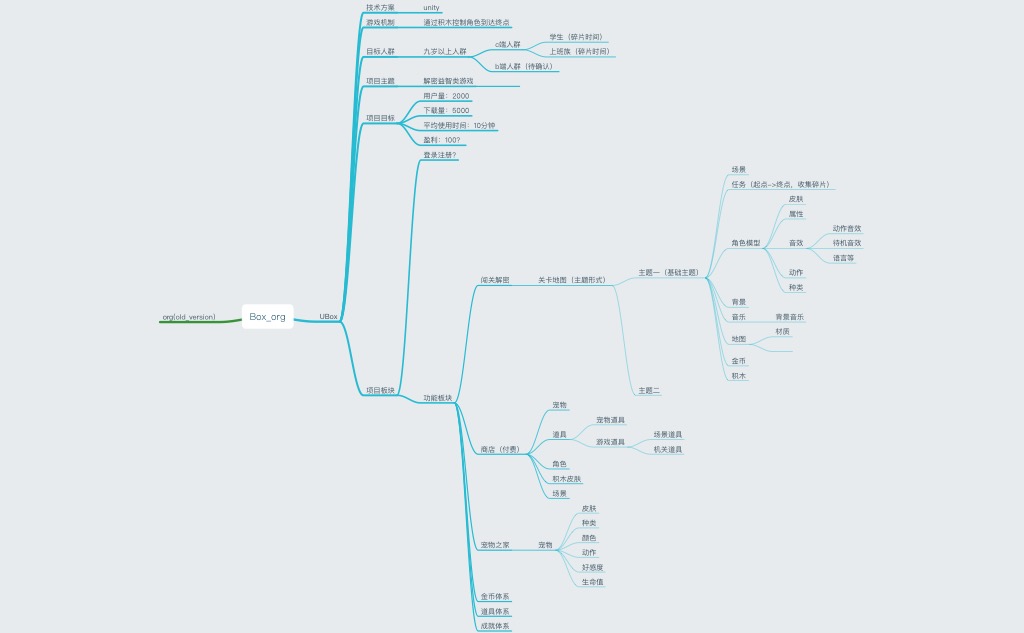 Box_org
org(old_version)
UBox
技术方案
unity
游戏机制
通过积木控制角色到达终点
目标人群
九岁以上人群
c端人群
学生（碎片时间）
上班族（碎片时间）
b端人群（待确认）
项目主题
解密益智类游戏
项目目标
用户量：2000
下载量：5000
平均使用时间：10分钟
盈利：100?
项目板块
登录注册?
功能板块
闯关解密
关卡地图（主题形式）
主题一（基础主题）
场景
任务（起点->终点，收集碎片）
角色模型
皮肤
属性
音效
动作音效
待机音效
语言等
动作
种类
背景
音乐
背景音乐
地图
材质
金币
积木
主题二
商店（付费）
宠物
道具
宠物道具
游戏道具
场景道具
机关道具
角色
积木皮肤
场景
宠物之家
宠物
皮肤
种类
颜色
动作
好感度
生命值
金币体系
道具体系
成就体系